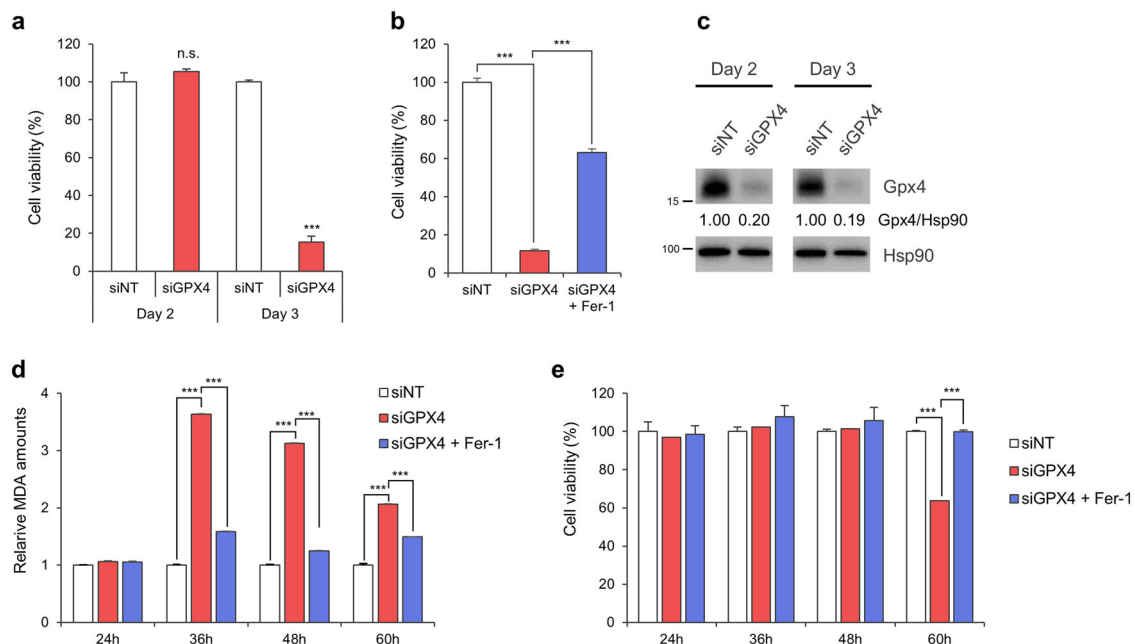 a
Cell viability (%)
120
100
80
60
40
20
0
n.s.
***
siNT
siGPX4
siNT
siGPX4
Day 2
Day 3
b
Cell viability (%)
120
100
80
60
40
20
0
***
***
siNT
siGPX4
siGPX4
+ Fer-1
c
Day 2
Day 3
siNT
siGPX4
siNT
siGPX4
Gpx4
15
1.00 0.20 1.00 0.19 Gpx4/Hsp90
100
Hsp90
d
Relarive MDA amounts
4
3
2
1
0
***
***
***
***
***
***
siNT
siGPX4
siGPX4 + Fer-1
24h
36h
48h
60h
e
Cell viability (%)
120
100
80
60
40
20
0
***
***
siNT
siGPX4
siGPX4 + Fer-1
24h
36h
48h
60h